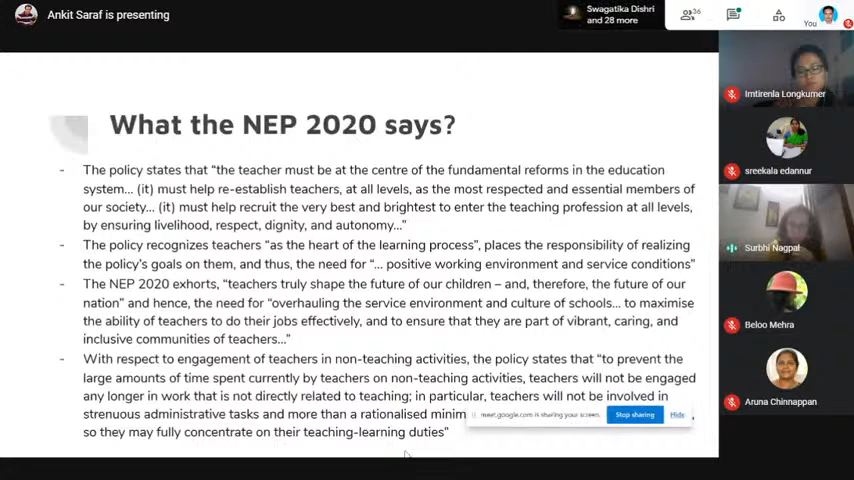 Ankit Saraf is presenting
Swagatika Dishri
and 28 more
36
You
What the NEP 2020 says?
- The policy states that “the teacher must be at the centre of the fundamental reforms in the education
system... (it) must help re-establish teachers, at all levels, as the most respected and essential members of
our society... (it) must help recruit the very best and brightest to enter the teaching profession at all levels,
by ensuring livelihood, respect, dignity, and autonomy...”
- The policy recognizes teachers “as the heart of the learning process”, places the responsibility of realizing
the policy’s goals on them, and thus, the need for “... positive working environment and service conditions”
- The NEP 2020 exhorts, “teachers truly shape the future of our children – and, therefore, the future of our
nation” and hence, the need for “overhauling the service environment and culture of schools... to maximise
the ability of teachers to do their jobs effectively, and to ensure that they are part of vibrant, caring, and
inclusive communities of teachers...”
- With respect to engagement of teachers in non-teaching activities, the policy states that “to prevent the
large amounts of time spent currently by teachers on non-teaching activities, teachers will not be engaged
any longer in work that is not directly related to teaching; in particular, teachers will not be involved in
strenuous administrative tasks and more than a rationalised minim
so they may fully concentrate on their teaching-learning duties”
meet.google.com is sharing your screen.
Stop sharing
Hide
Imtirenla Longkumer
sreekala edannur
Surbhi Nagpal
Beloo Mehra
Aruna Chinnappan